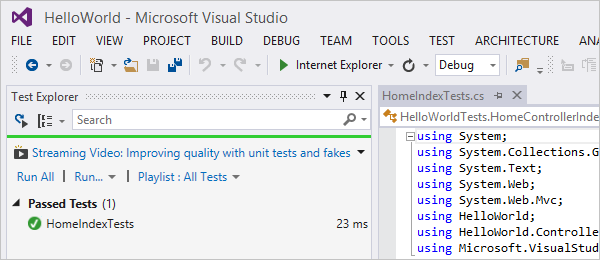 HelloWorld - Microsoft Visual Studio
FILE EDIT VIEW PROJECT BUILD DEBUG TEAM TOOLS TEST ARCHITECTURE AN
Internet Explorer Debug
Test Explorer
Search
Streaming Video: Improving quality with unit tests and fakes
Run All | Run... | Playlist : All Tests
Passed Tests (1)
HomeIndexTests 23 ms
HomeIndexTests.cs
HelloWorldTests.HomeControllerIndex
using System;
using System.Collections.G
using System.Text;
using System.Web;
using System.Web.Mvc;
using HelloWorld;
using HelloWorld.Controlle
using Microsoft.VisualStud